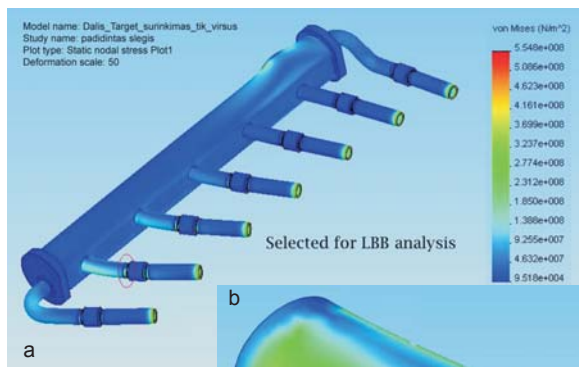 Model name: Dalis_Target_surinkimas_tik_virsus
Study name: padidintas slegis
Plot type: Static nodal stress Plot1
Deformation scale: 50
von Mises (N/m^2)
5.548e+008
5.086e+008
4.623e+008
4.161e+008
3.699e+008
3.237e+008
2.774e+008
2.312e+008
1.850e+008
1.388e+008
9.255e+007
4.632e+007
9.518e+004
Selected for LBB analysis
a
b